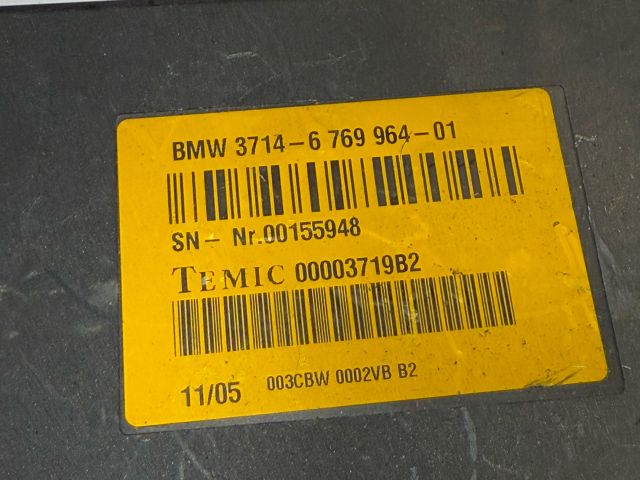 BMW 3714-6 769 964-01
SN- Nr.00155948
TEMIC 00003719B2
11/05 003CBW 0002VB B2